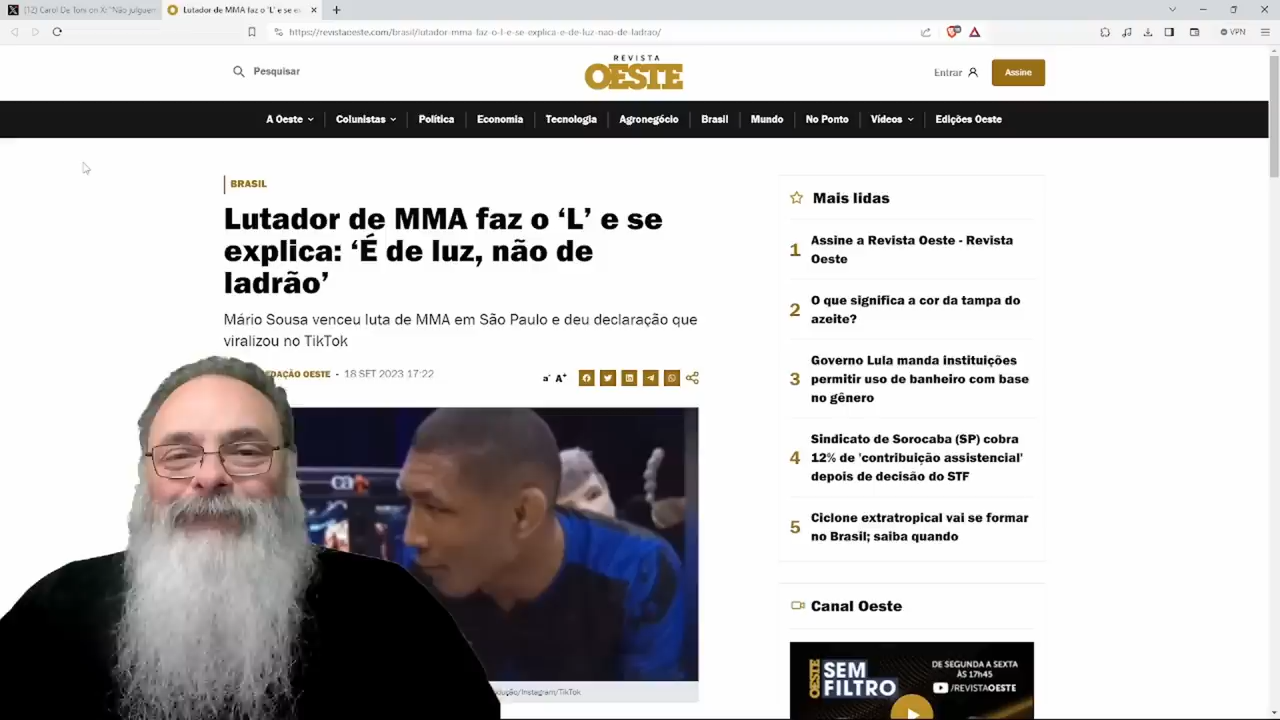 (12) Carol De Toni on X: "Não julguem
Lutador de MMA faz o 'L' e se ex
https://revistaoeste.com/brasil/lutador-mma-faz-o-l-e-se-explica-e-de-luz-nao-de-ladrao/
VPN
Pesquisar
REVISTA
OESTE
Entrar
Assine
A Oeste
Colunistas
Política
Economia
Tecnologia
Agronegócio
Brasil
Mundo
No Ponto
Vídeos
Edições Oeste
BRASIL
Lutador de MMA faz o ‘L’ e se
explica: ‘É de luz, não de
ladrão’
Mário Sousa venceu luta de MMA em São Paulo e deu declaração que
viralizou no TikTok
DAÇÃO OESTE - 18 SET 2023 17:22
a- A+
dução/Instagram/TikTok
Mais lidas
1 Assine a Revista Oeste - Revista
Oeste
2 O que significa a cor da tampa do
azeite?
3 Governo Lula manda instituições
permitir uso de banheiro com base
no gênero
4 Sindicato de Sorocaba (SP) cobra
12% de 'contribuição assistencial'
depois de decisão do STF
5 Ciclone extratropical vai se formar
no Brasil; saiba quando
Canal Oeste
OESTE
SEM
FILTRO
DE SEGUNDA A SEXTA
ÀS 17h45
/REVISTAOESTE